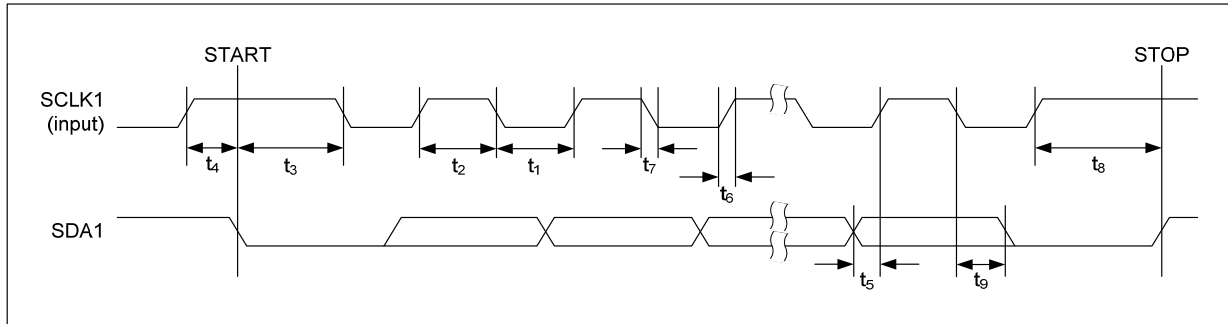 START
STOP
SCLK1
(input)
t4
t3
t2
t1
t7
t6
t8
SDA1
t5
t9